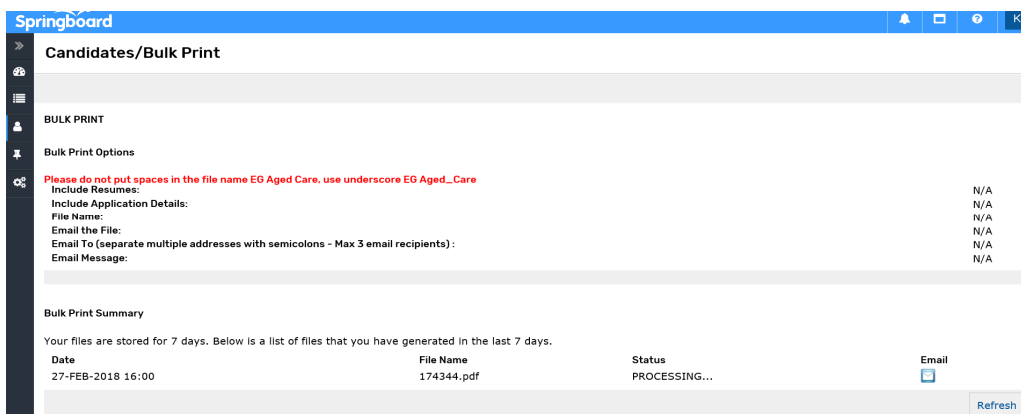 Springboard
K
Candidates/Bulk Print
BULK PRINT
Bulk Print Options
Please do not put spaces in the file name EG Aged Care, use underscore EG Aged_Care
Include Resumes: N/A
Include Application Details: N/A
File Name: N/A
Email the File: N/A
Email To (separate multiple addresses with semicolons - Max 3 email recipients) : N/A
Email Message: N/A
Bulk Print Summary
Your files are stored for 7 days. Below is a list of files that you have generated in the last 7 days.
Date File Name Status Email
27-FEB-2018 16:00 174344.pdf PROCESSING...
Refresh